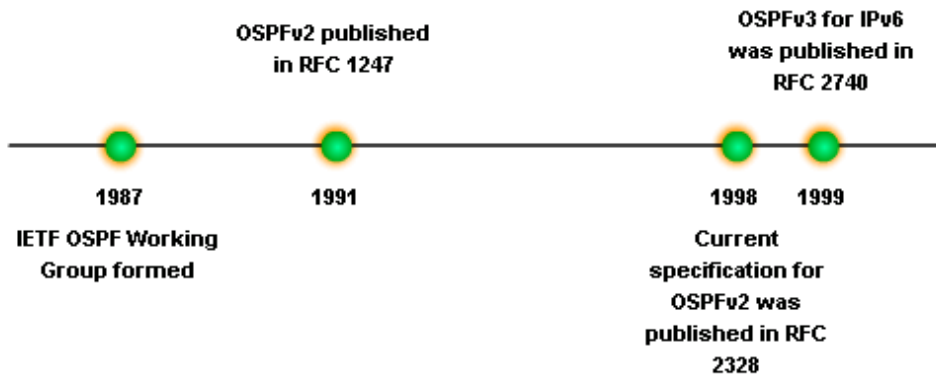 OSPFv2 published
in RFC 1247
OSPFv3 for IPv6
was published in
RFC 2740
1987
1991
1998
1999
IETF OSPF Working
Group formed
Current
specification for
OSPFv2 was
published in RFC
2328